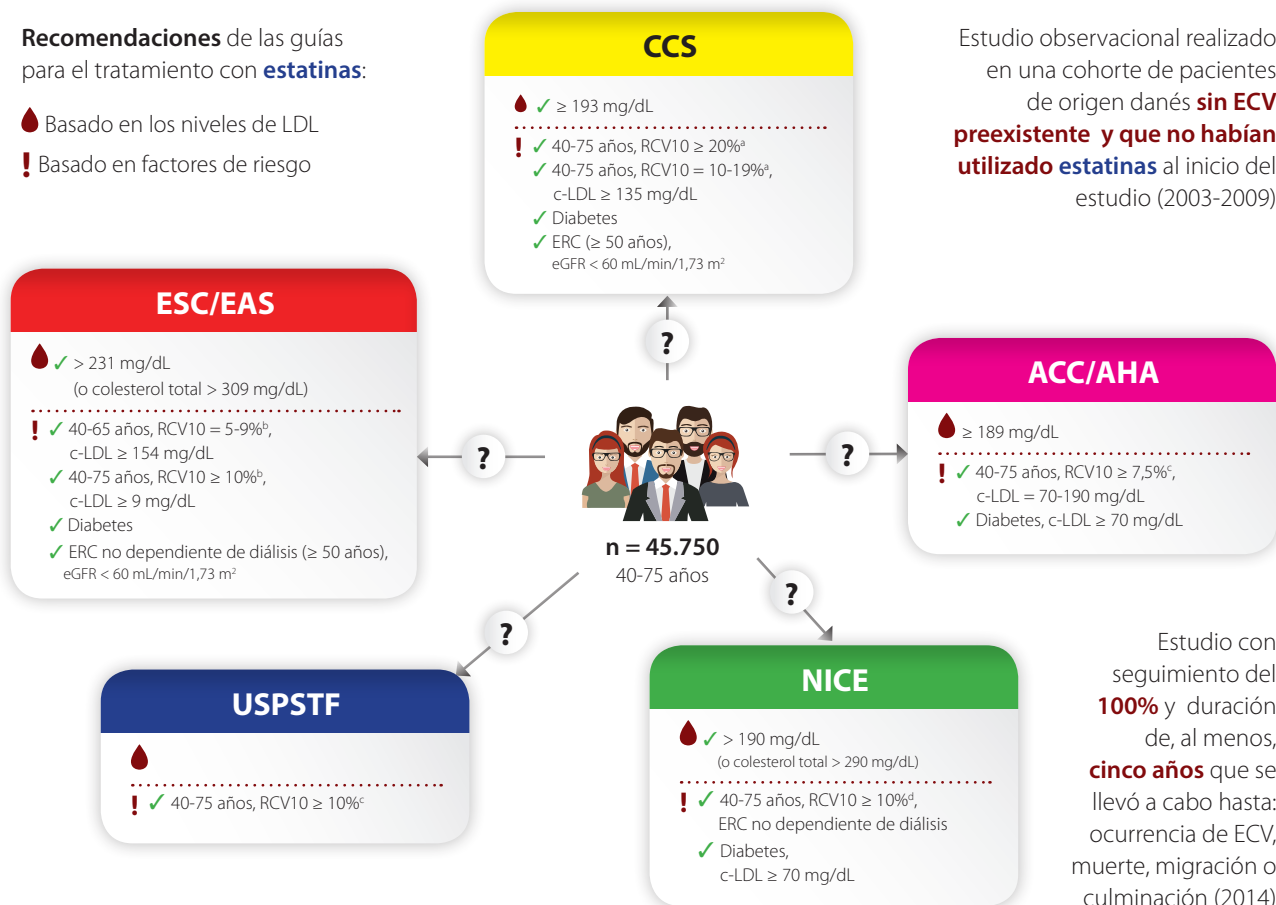 Recomendaciones de las guías
para el tratamiento con estatinas:
Basado en los niveles de LDL
! Basado en factores de riesgo
CCS
✓ ≥ 193 mg/dL
! ✓ 40-75 años, RCV10 ≥ 20%ᵃ
✓ 40-75 años, RCV10 = 10-19%ᵃ,
c-LDL ≥ 135 mg/dL
✓ Diabetes
✓ ERC (≥ 50 años),
eGFR < 60 mL/min/1,73 m²
Estudio observacional realizado
en una cohorte de pacientes
de origen danés sin ECV
preexistente y que no habían
utilizado estatinas al inicio del
estudio (2003-2009)
ESC/EAS
✓ > 231 mg/dL
(o colesterol total > 309 mg/dL)
! ✓ 40-65 años, RCV10 = 5-9%ᵇ,
c-LDL ≥ 154 mg/dL
✓ 40-75 años, RCV10 ≥ 10%ᵇ,
c-LDL ≥ 9 mg/dL
✓ Diabetes
✓ ERC no dependiente de diálisis (≥ 50 años),
eGFR < 60 mL/min/1,73 m²
?
?
?
?
?
n = 45.750
40-75 años
ACC/AHA
≥ 189 mg/dL
! ✓ 40-75 años, RCV10 ≥ 7,5%ᶜ,
c-LDL = 70-190 mg/dL
✓ Diabetes, c-LDL ≥ 70 mg/dL
USPSTF
! ✓ 40-75 años, RCV10 ≥ 10%ᶜ
NICE
✓ > 190 mg/dL
(o colesterol total > 290 mg/dL)
! ✓ 40-75 años, RCV10 ≥ 10%ᵈ,
ERC no dependiente de diálisis
✓ Diabetes,
c-LDL ≥ 70 mg/dL
Estudio con
seguimiento del
100% y duración
de, al menos,
cinco años que se
llevó a cabo hasta:
ocurrencia de ECV,
muerte, migración o
culminación (2014)